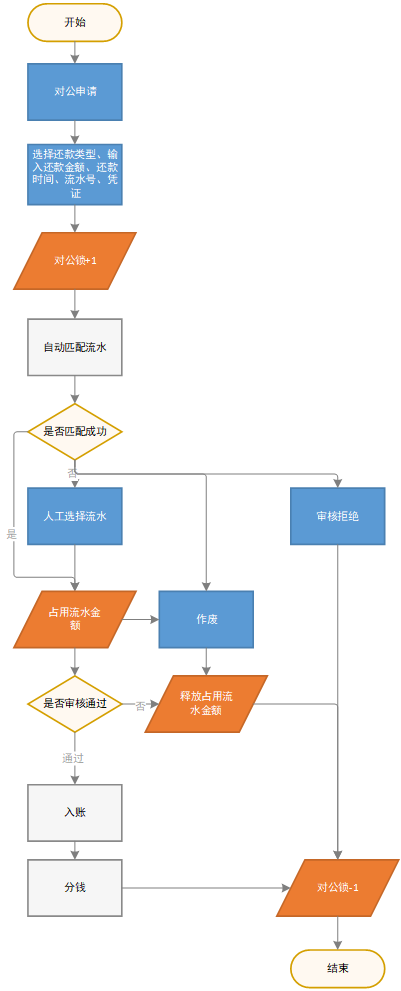 开始
对公申请
选择还款类型、输
入还款金额、还款
时间、流水号、凭
证
对公锁+1
自动匹配流水
是否匹配成功
否
人工选择流水
审核拒绝
是
占用流水金
额
作废
是否审核通过
否
释放占用流
水金额
通过
入账
分钱
对公锁-1
结束